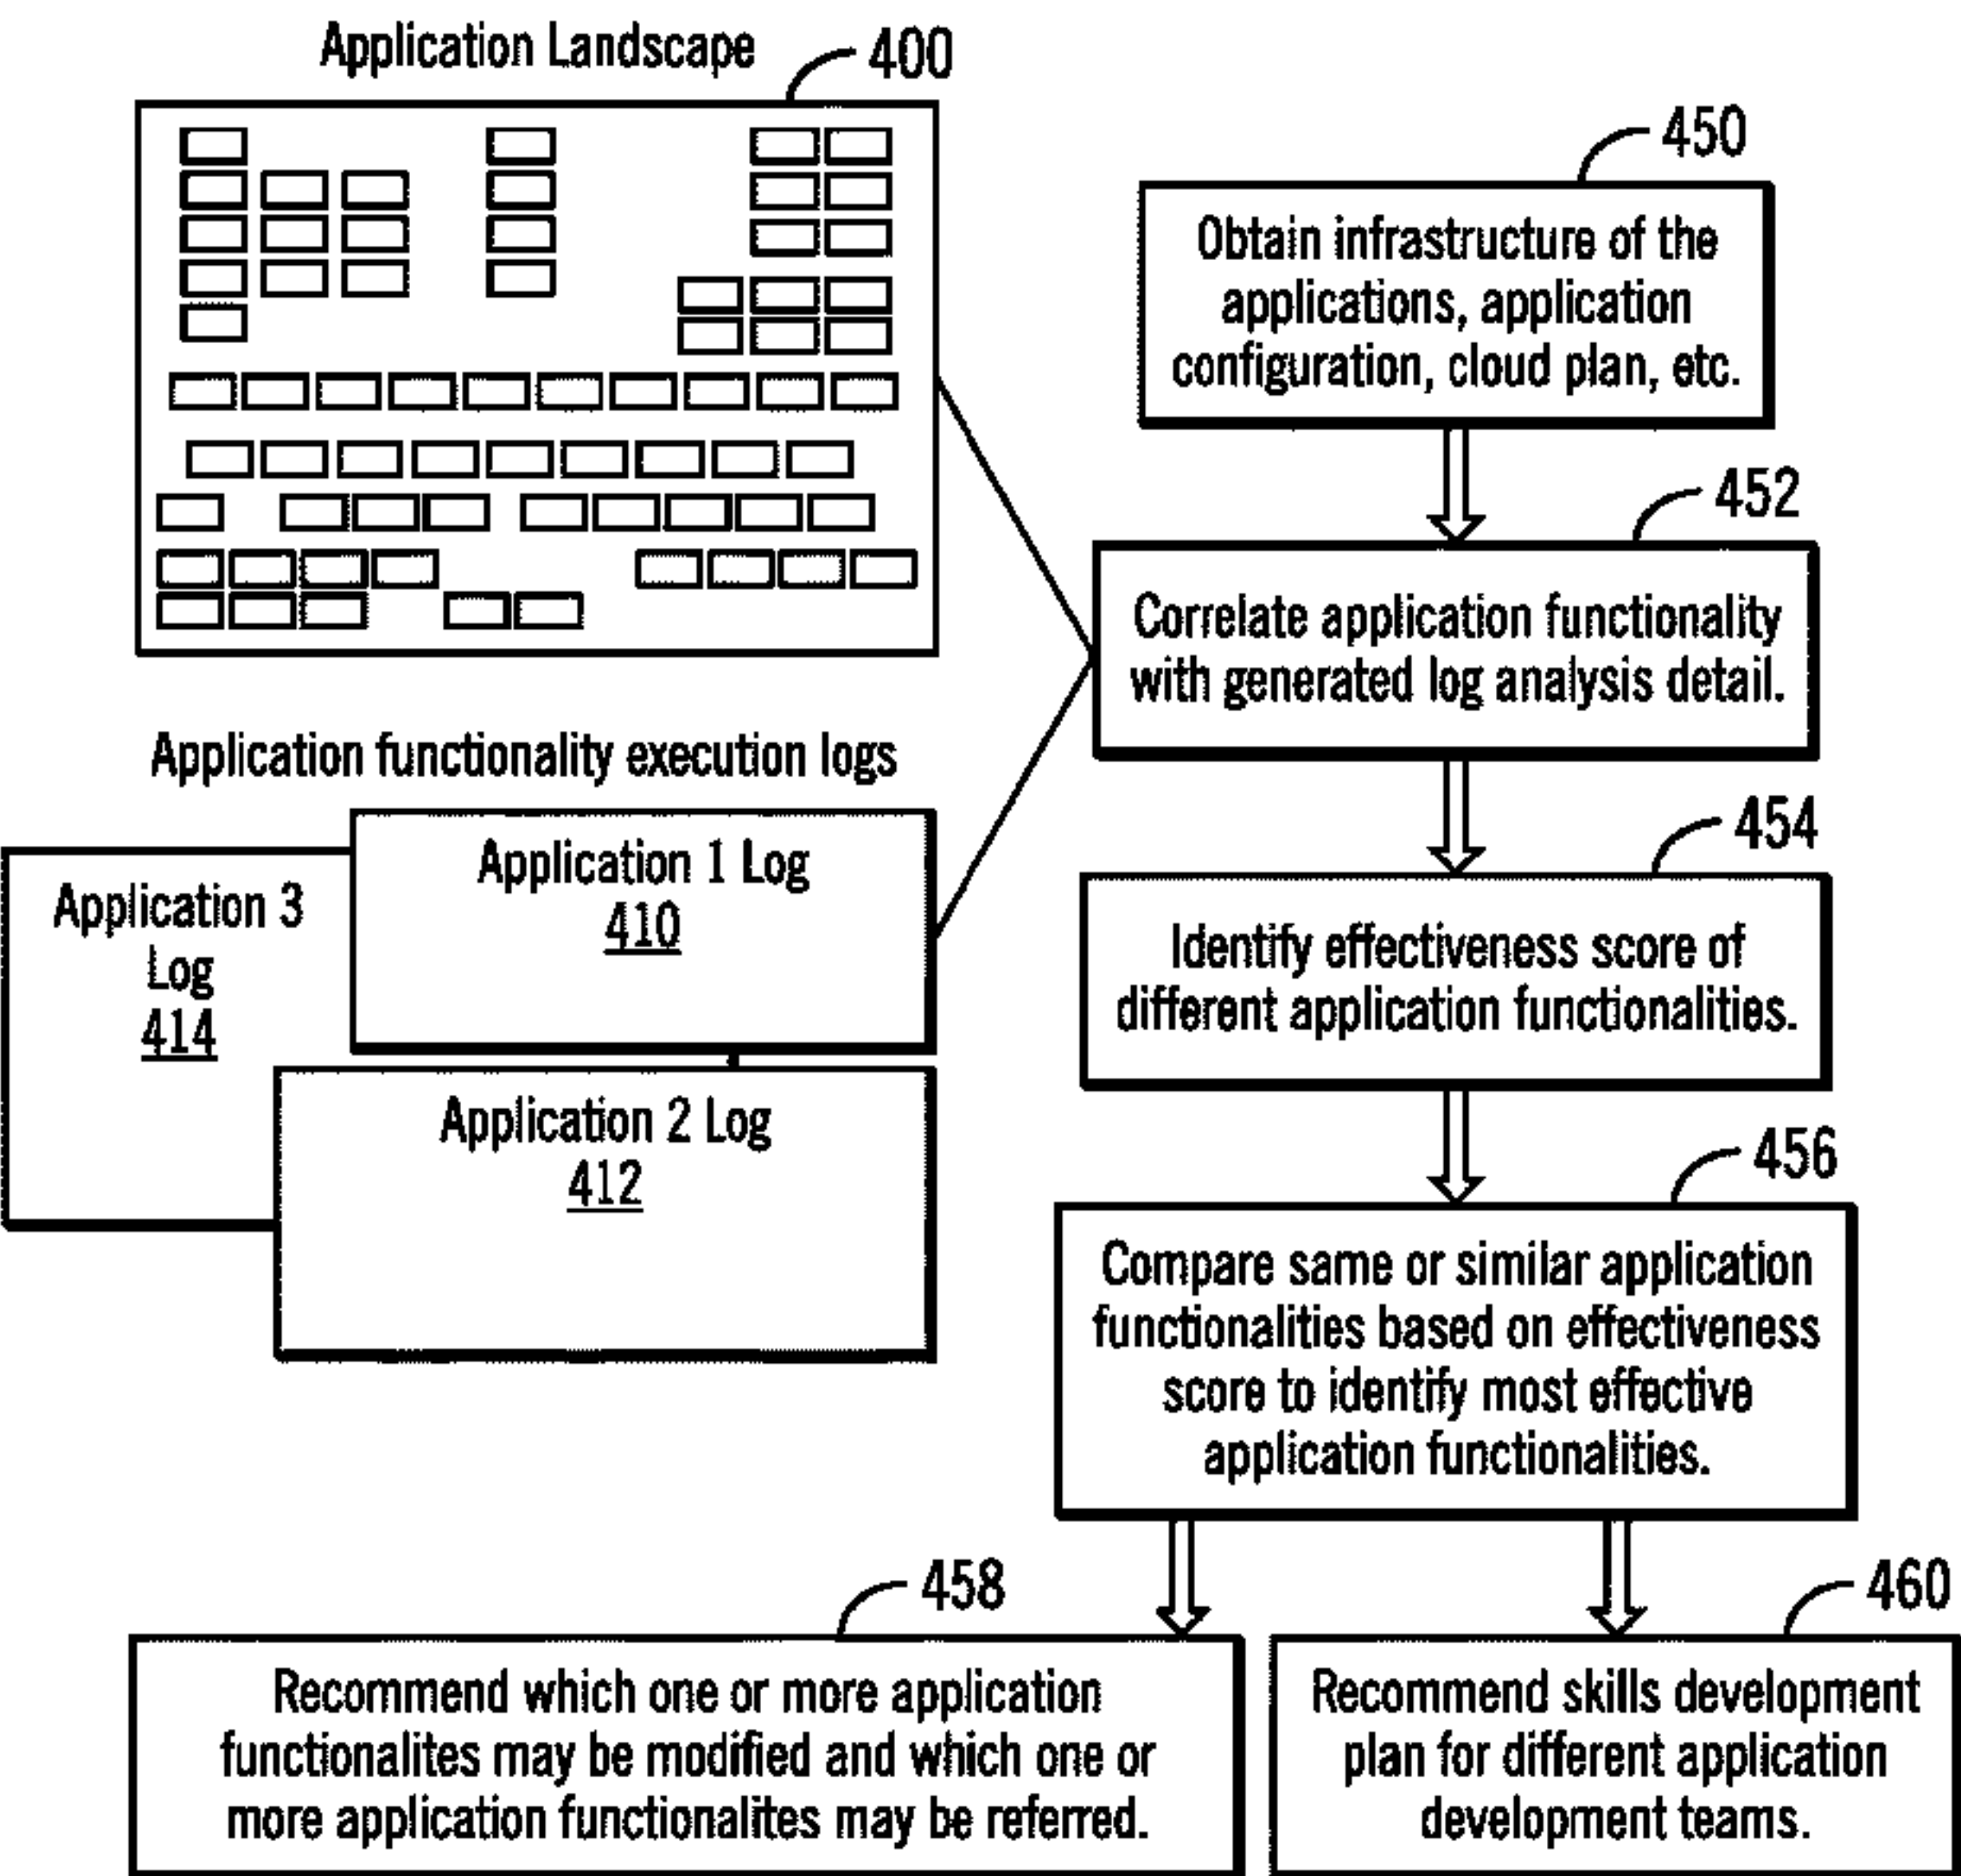 Application Landscape
400
450
Obtain infrastructure of the
applications, application
configuration, cloud plan, etc.
452
Correlate application functionality
with generated log analysis detail.
Application functionality execution logs
Application 1 Log
410
Application 3
Log
414
Application 2 Log
412
454
Identify effectiveness score of
different application functionalities.
456
Compare same or similar application
functionalities based on effectiveness
score to identify most effective
application functionalities.
458
Recommend which one or more application
functionalites may be modified and which one or
more application functionalites may be referred.
460
Recommend skills development
plan for different application
development teams.